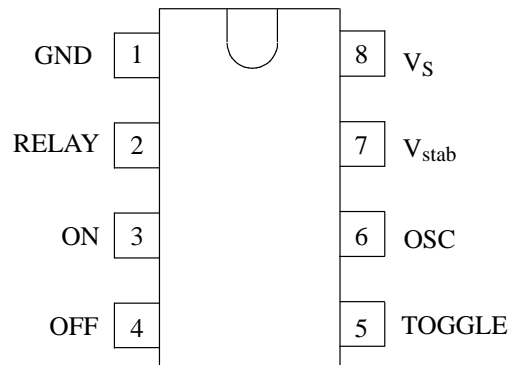 GND 1 8 V_S
RELAY 2 7 V_stab
ON 3 6 OSC
OFF 4 5 TOGGLE